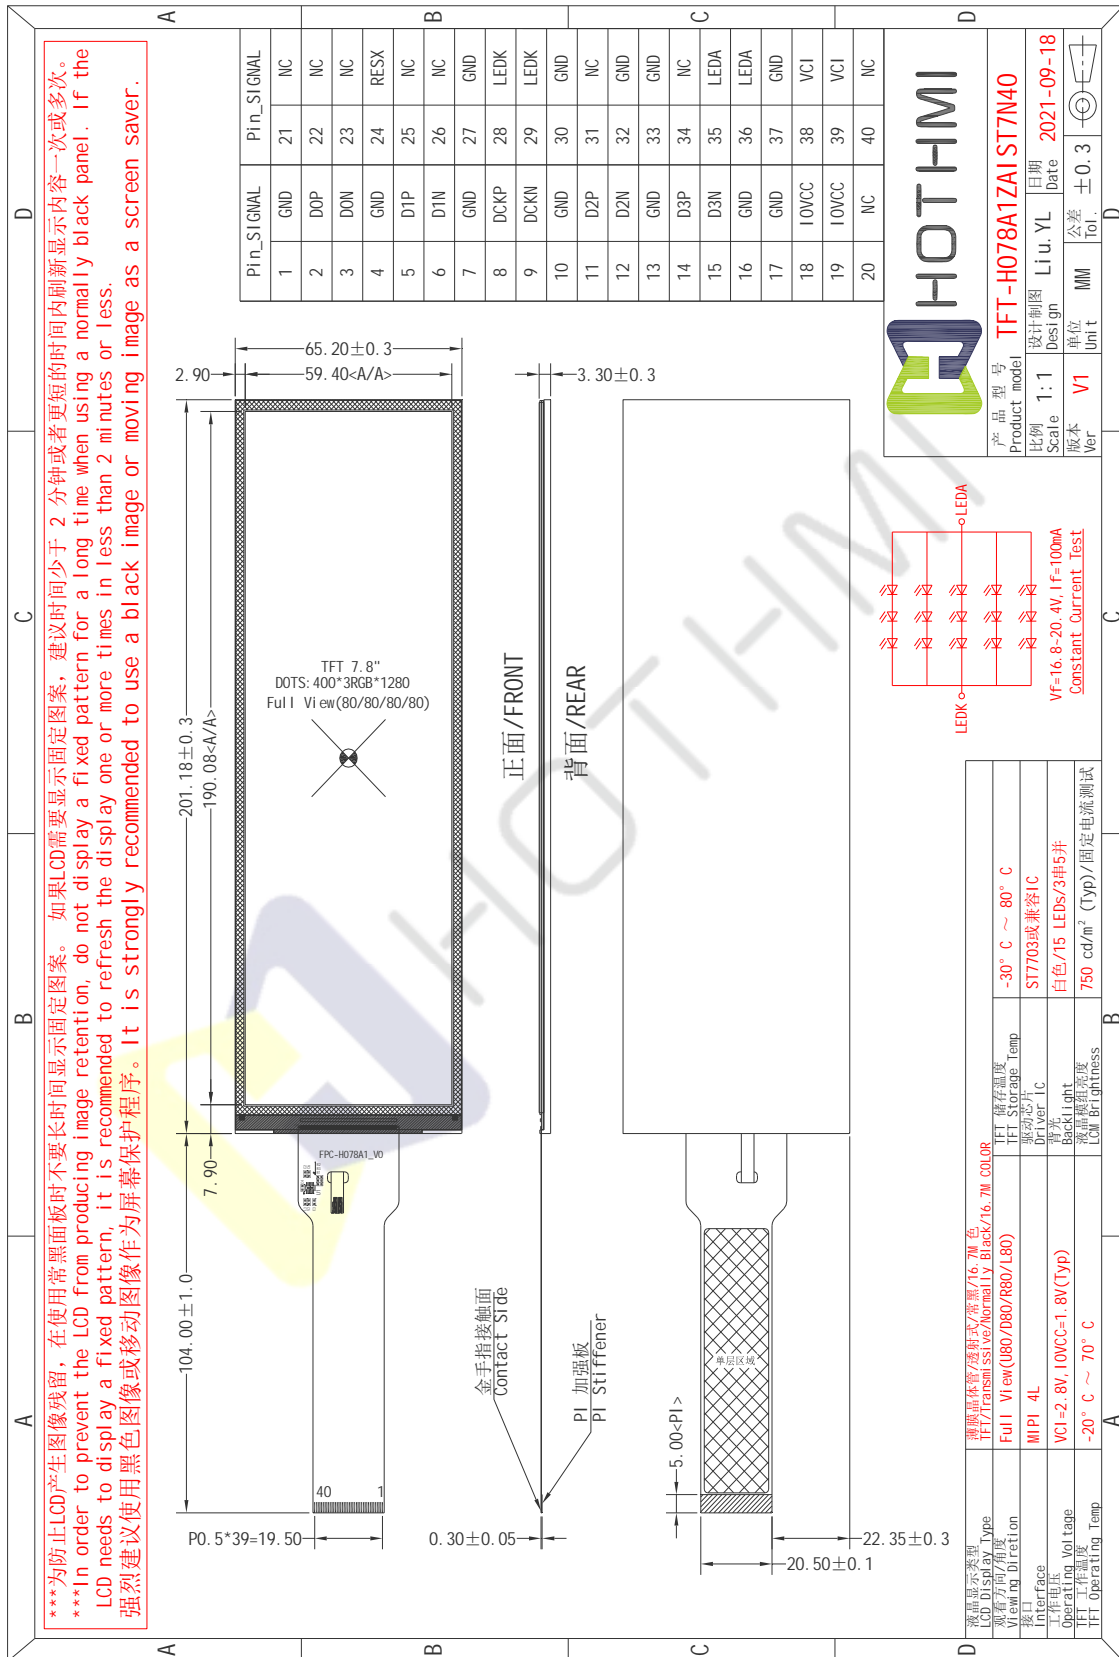 ***为防止LCD产生图像残留，在使用常黑面板时不要长时间显示固定图案。 如果LCD需要显示固定图案，建议时间少于 2 分钟或者更短的时间内刷新显示内容一次或多次。
***In order to prevent the LCD from producing image retention, do not display a fixed pattern for a long time when using a normally black panel. If the
LCD needs to display a fixed pattern, it is recommended to refresh the display one or more times in less than 2 minutes or less.
强烈建议使用黑色图像或移动图像作为屏幕保护程序。It is strongly recommended to use a black image or moving image as a screen saver.
A B C D
A B C D
A B C D
A B C D
104.00±1.0
7.90
201.18±0.3
190.08<A/A>
2.90
65.20±0.3
59.40<A/A>
3.30±0.3
TFT 7.8"
DOTS:400*3RGB*1280
Full View(80/80/80/80)
FPC-H078A1_V0
40 1
P0.5*39=19.50
0.30±0.05
金手指接触面
Contact Side
PI 加强板
PI Stiffener
正面/FRONT
背面/REAR
5.00<PI>
单层区域
20.50±0.1
22.35±0.3
Pin_SIGNAL Pin_SIGNAL
1 GND 21 NC
2 D0P 22 NC
3 D0N 23 NC
4 GND 24 RESX
5 D1P 25 NC
6 D1N 26 NC
7 GND 27 GND
8 DCKP 28 LEDK
9 DCKN 29 LEDK
10 GND 30 GND
11 D2P 31 NC
12 D2N 32 GND
13 GND 33 GND
14 D3P 34 NC
15 D3N 35 LEDA
16 GND 36 LEDA
17 GND 37 GND
18 IOVCC 38 VCI
19 IOVCC 39 VCI
20 NC 40 NC
LEDK LEDA
Vf=16.8-20.4V,If=100mA
Constant Current Test
液晶显示类型
LCD Display Type
薄膜晶体管/透射式/常黑/16.7M 色
TFT/Transmissive/Normally Black/16.7M COLOR
观看方向/角度
Viewing Diretion
Full View(U80/D80/R80/L80)
TFT 储存温度
TFT Storage Temp
-30° C ～ 80° C
接口
Interface
MIPI 4L
驱动芯片
Driver IC
ST7703或兼容IC
工作电压
Operating Voltage
VCI=2.8V,IOVCC=1.8V(Typ)
背光
Backlight
白色/15 LEDs/3串5并
TFT 工作温度
TFT Operating Temp
-20° C ～ 70° C
液晶模组亮度
LCM Brightness
750 cd/m² (Typ)/固定电流测试
HOTHMI
产 品 型 号
Product model
TFT-H078A1ZAIST7N40
比例
Scale
1:1
设计制图
Design
Liu.YL
日期
Date
2021-09-18
版本
Ver
V1
单位
Unit
MM
公差
Tol.
±0.3
HOTHMI